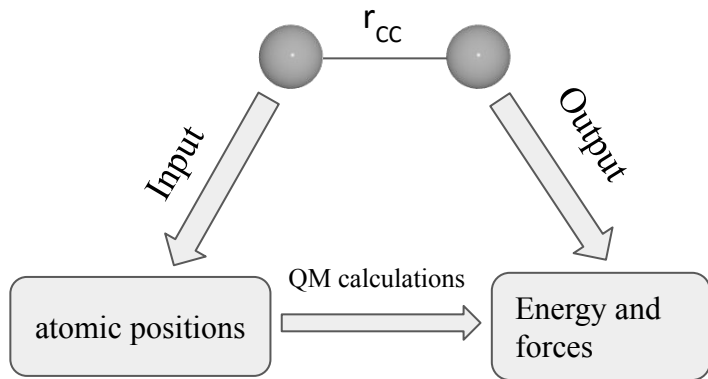 r_CC
Input
Output
QM calculations
atomic positions
Energy and
forces